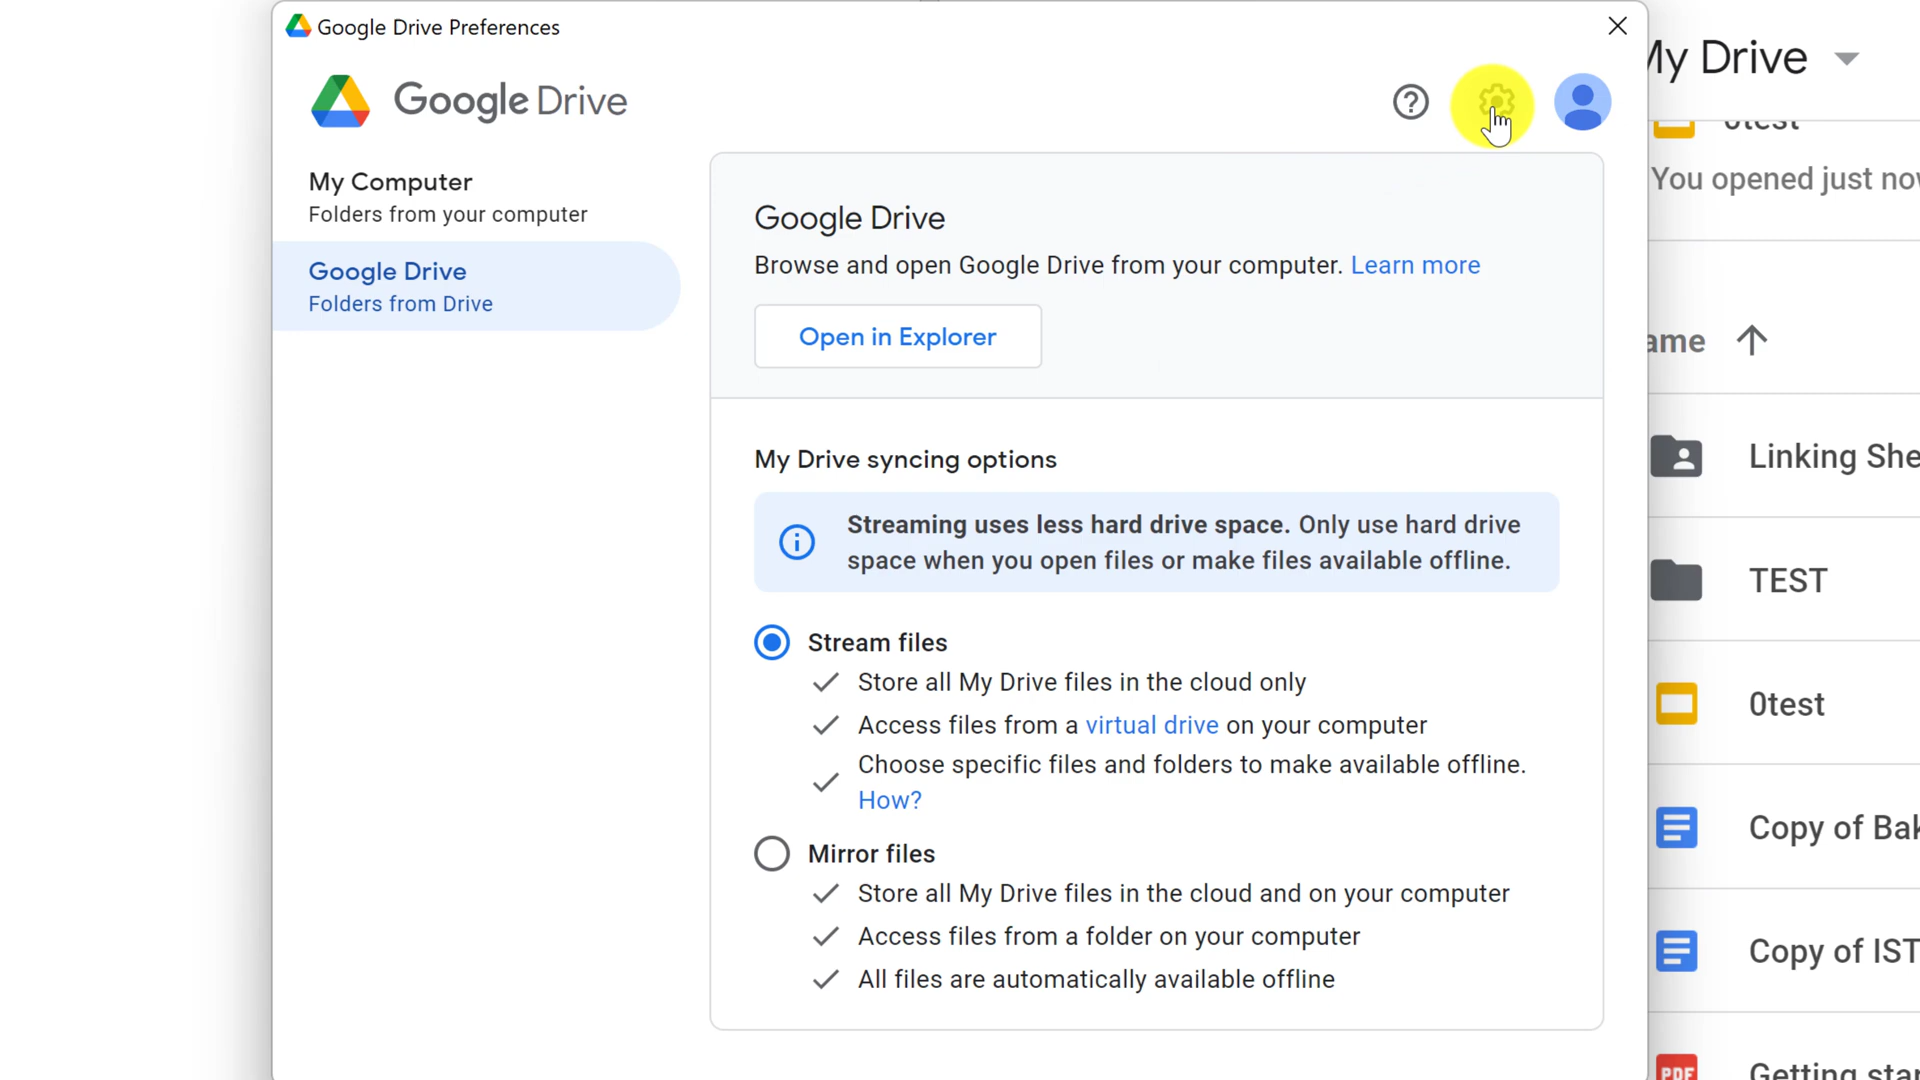 Google Drive Preferences
Google Drive
My Computer
Folders from your computer
Google Drive
Folders from Drive
Google Drive
Browse and open Google Drive from your computer. Learn more
Open in Explorer
My Drive syncing options
Streaming uses less hard drive space. Only use hard drive
space when you open files or make files available offline.
Stream files
Store all My Drive files in the cloud only
Access files from a virtual drive on your computer
Choose specific files and folders to make available offline.
How?
Mirror files
Store all My Drive files in the cloud and on your computer
Access files from a folder on your computer
All files are automatically available offline
My Drive
0test
You opened just now
ame
Linking She
TEST
0test
Copy of Bak
Copy of IST
PDF
Getting star